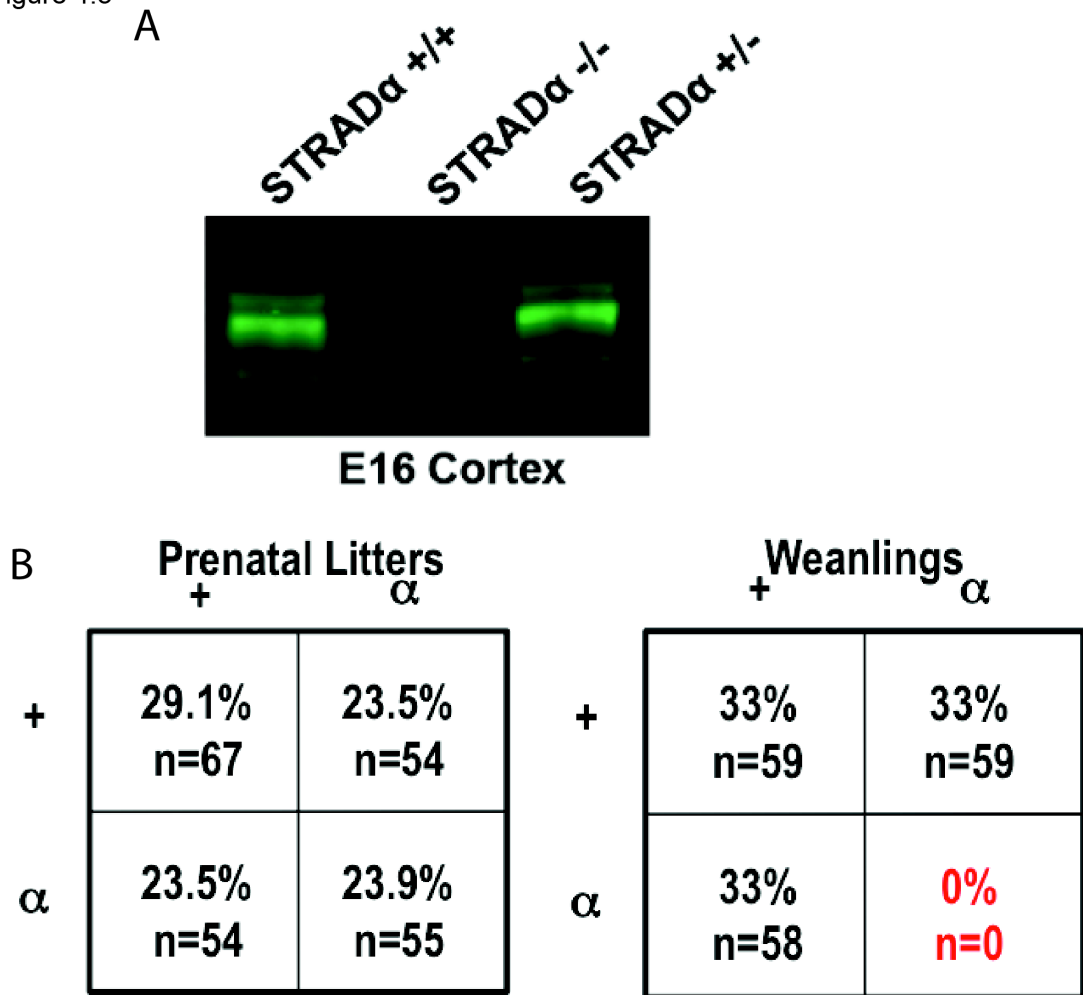 A
STRADα +/+
STRADα -/-
STRADα +/-
E16 Cortex
B
Prenatal Litters
+ α
+ 29.1% 23.5%
n=67 n=54
α 23.5% 23.9%
n=54 n=55
Weanlings
+ α
+ 33% 33%
n=59 n=59
α 33% 0%
n=58 n=0